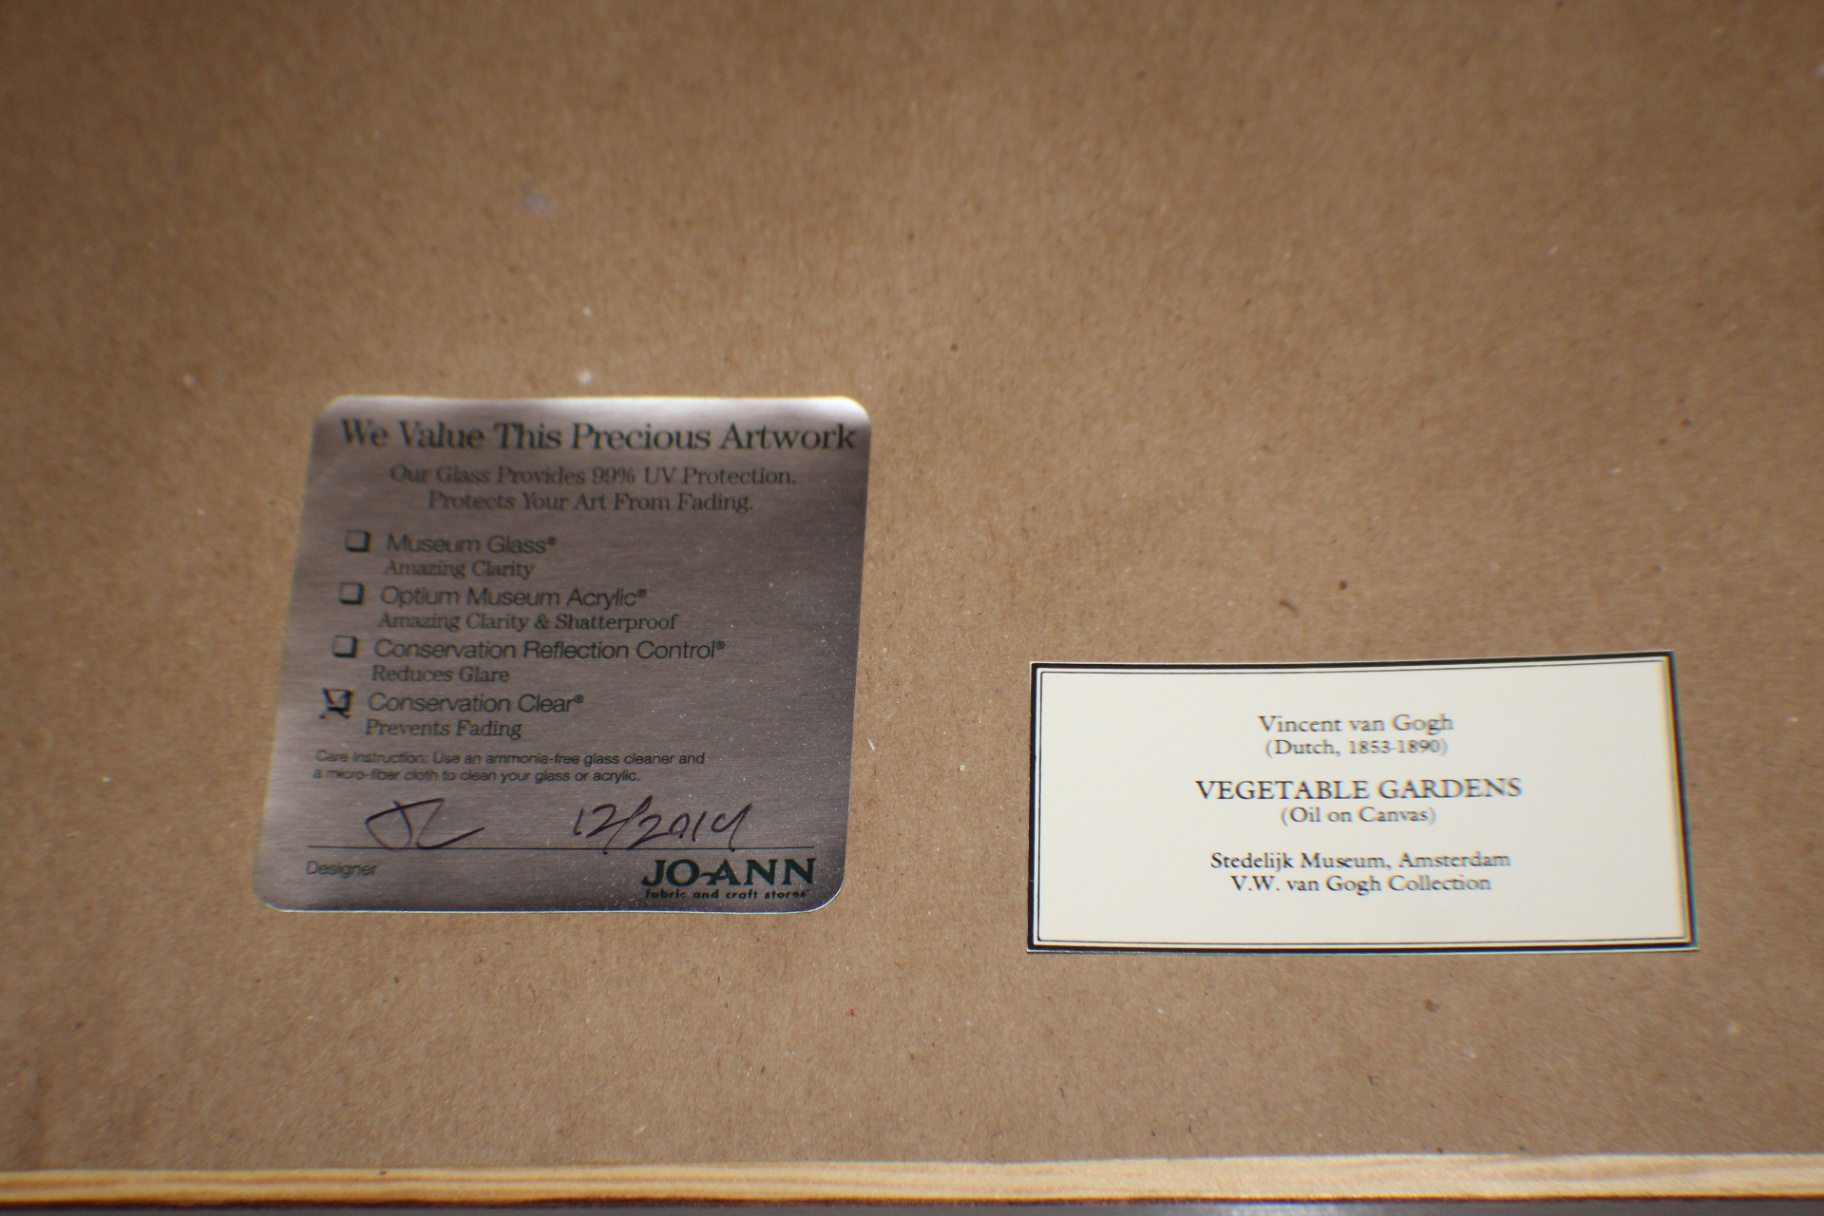 We Value This Precious Artwork
Our Glass Provides 99% UV Protection.
Protects Your Art From Fading.
Museum Glass®
Amazing Clarity
Optium Museum Acrylic®
Amazing Clarity & Shatterproof
Conservation Reflection Control®
Reduces Glare
Conservation Clear®
Prevents Fading
Care Instruction: Use an ammonia-free glass cleaner and
a micro-fiber cloth to clean your glass or acrylic.
12/2014
Designer
JO-ANN
fabric and craft stores®
Vincent van Gogh
(Dutch, 1853-1890)
VEGETABLE GARDENS
(Oil on Canvas)
Stedelijk Museum, Amsterdam
V.W. van Gogh Collection